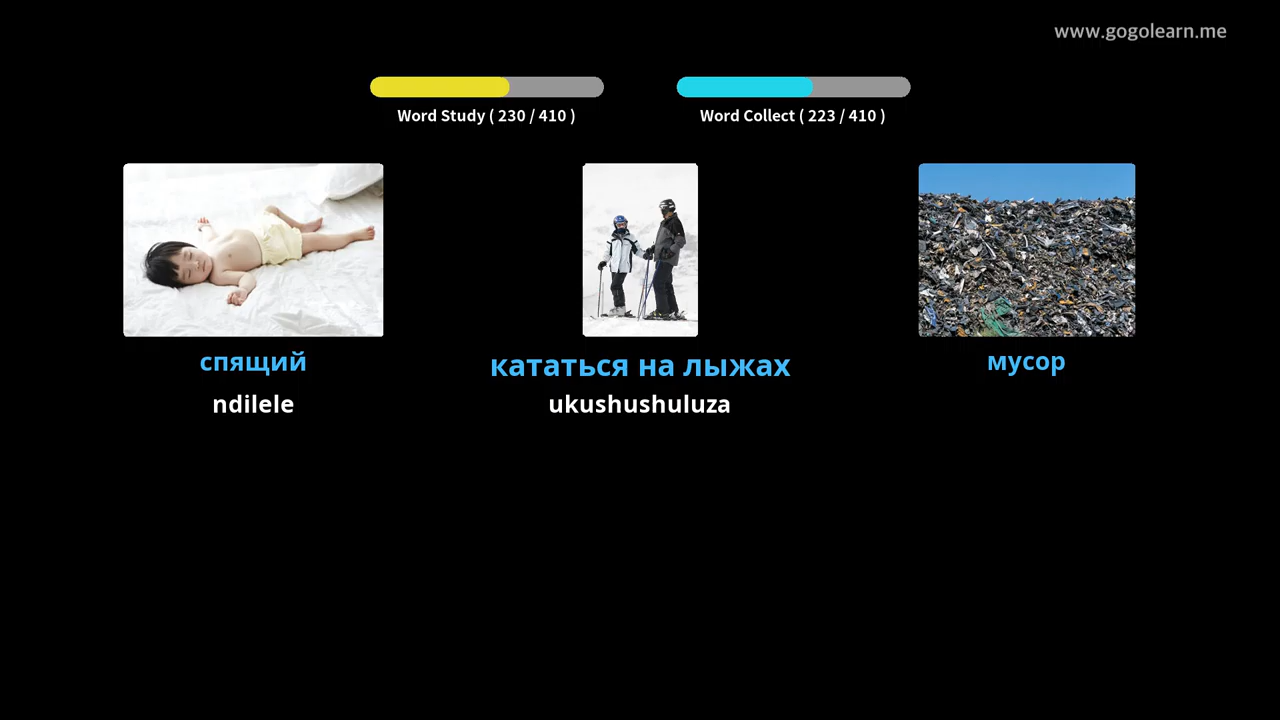 www.gogolearn.me
Word Study ( 230 / 410 )
Word Collect ( 223 / 410 )
спящий
кататься на лыжах
мусор
ndilele
ukushushuluza